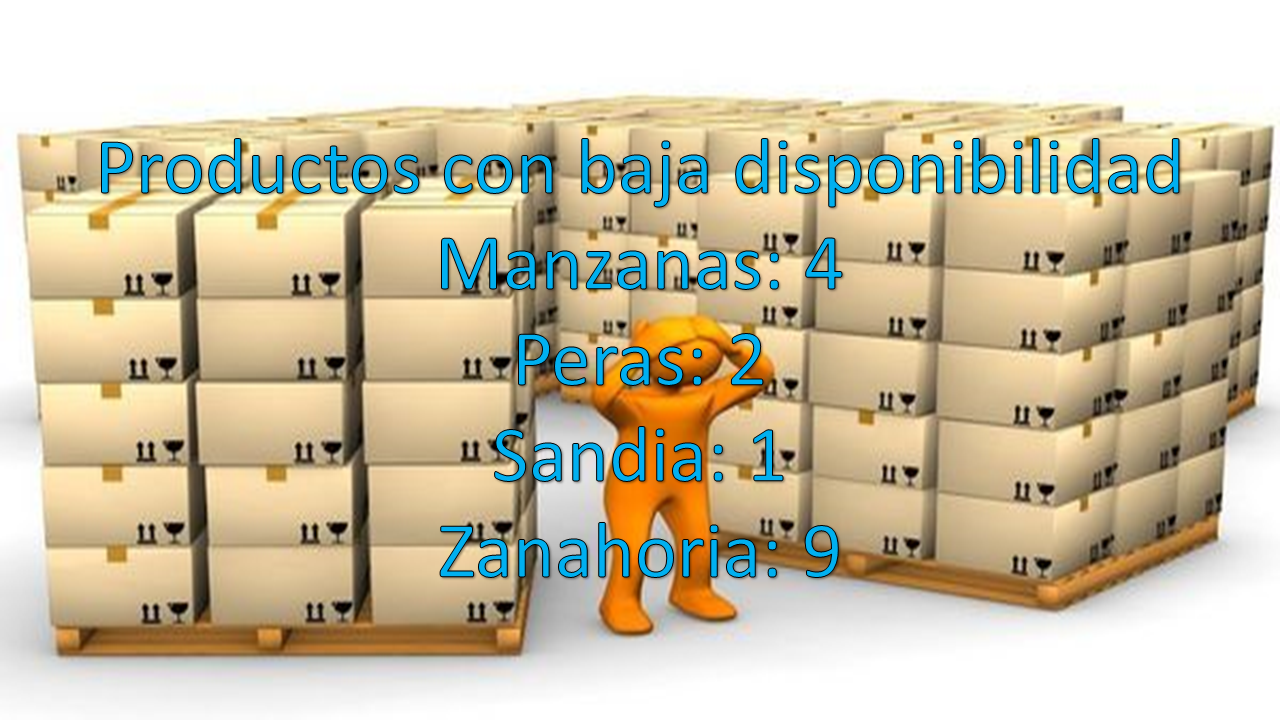 Productos con baja disponibilidad
Manzanas: 4
Peras: 2
Sandia: 1
Zanahoria: 9